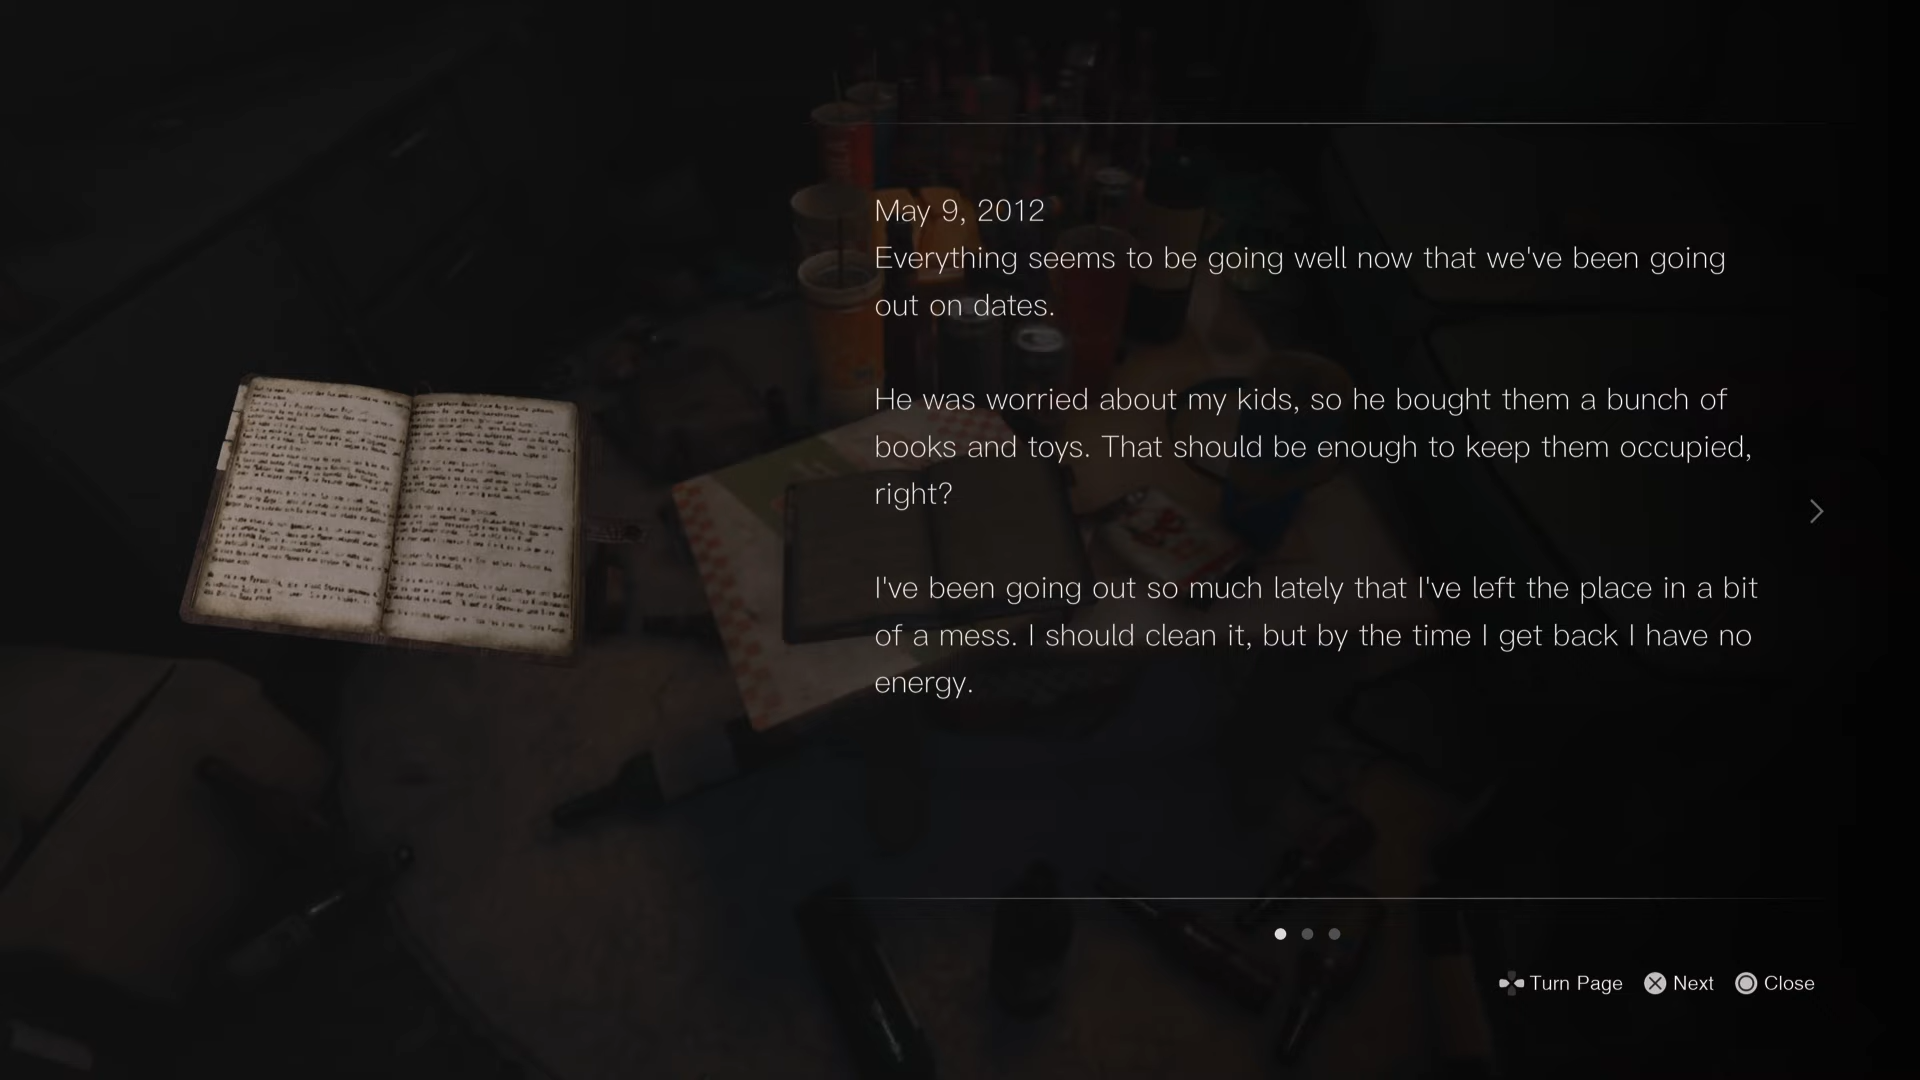 May 9, 2012
Everything seems to be going well now that we've been going
out on dates.
He was worried about my kids, so he bought them a bunch of
books and toys. That should be enough to keep them occupied,
right?
I've been going out so much lately that I've left the place in a bit
of a mess. I should clean it, but by the time I get back I have no
energy.
Turn Page Next Close